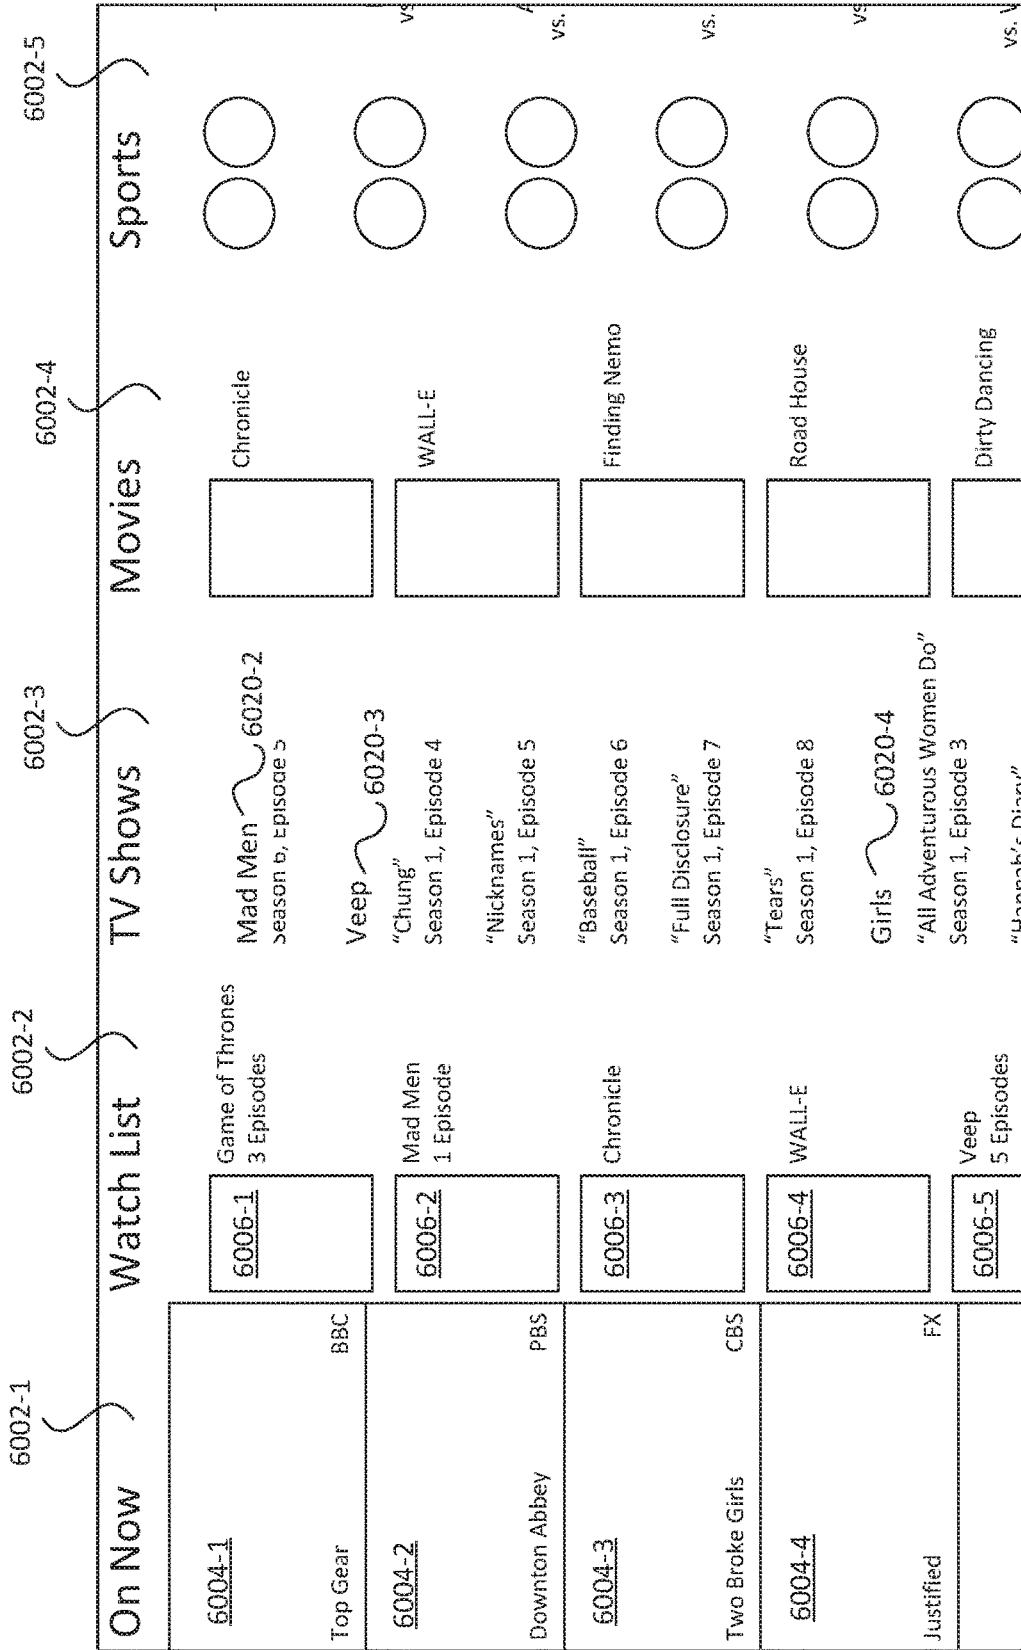 6002-1
6002-2
6002-3
6002-4
6002-5
On Now
6004-1
Top Gear BBC
6004-2
Downton Abbey PBS
6004-3
Two Broke Girls CBS
6004-4
Justified FX
Watch List
6006-1
Game of Thrones
3 Episodes
6006-2
Mad Men
1 Episode
6006-3
Chronicle
6006-4
WALL-E
6006-5
Veep
5 Episodes
TV Shows
Mad Men 6020-2
Season 6, Episode 5
Veep 6020-3
"Chung"
Season 1, Episode 4
"Nicknames"
Season 1, Episode 5
"Baseball"
Season 1, Episode 6
"Full Disclosure"
Season 1, Episode 7
"Tears"
Season 1, Episode 8
Girls 6020-4
"All Adventurous Women Do"
Season 1, Episode 3
"Hannah's Diary"
Movies
Chronicle
WALL-E
Finding Nemo
Road House
Dirty Dancing
Sports
vs
vs.
vs.
vs
vs.